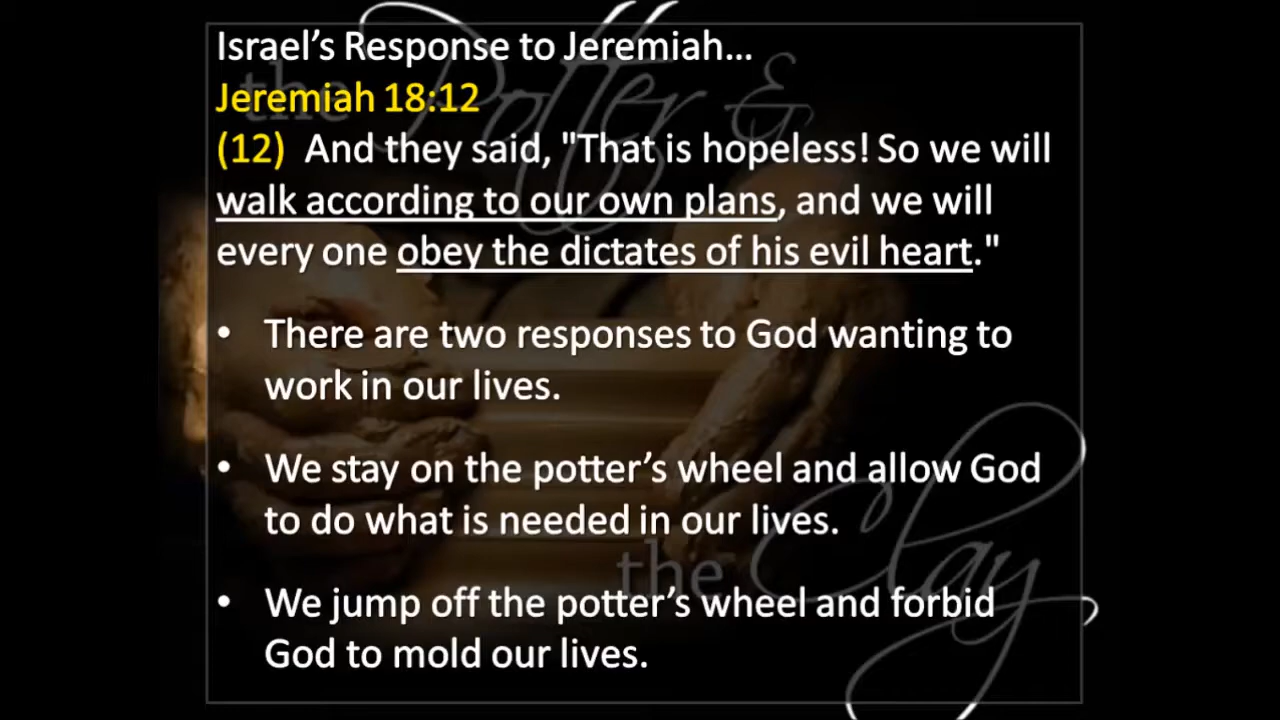 Israel’s Response to Jeremiah…
Jeremiah 18:12
(12) And they said, "That is hopeless! So we will
walk according to our own plans, and we will
every one obey the dictates of his evil heart."
• There are two responses to God wanting to
work in our lives.
• We stay on the potter’s wheel and allow God
to do what is needed in our lives.
• We jump off the potter’s wheel and forbid
God to mold our lives.
the Potter &
the Clay